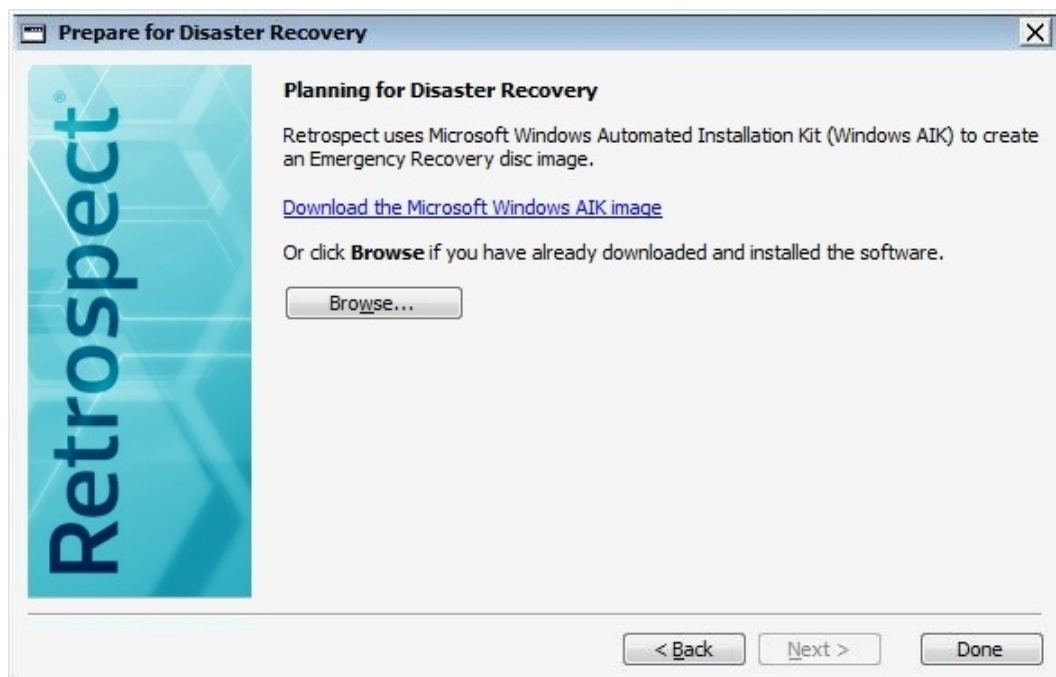 Prepare for Disaster Recovery
Retrospect®
Planning for Disaster Recovery
Retrospect uses Microsoft Windows Automated Installation Kit (Windows AIK) to create
an Emergency Recovery disc image.
Download the Microsoft Windows AIK image
Or click Browse if you have already downloaded and installed the software.
Browse...
< Back
Next >
Done